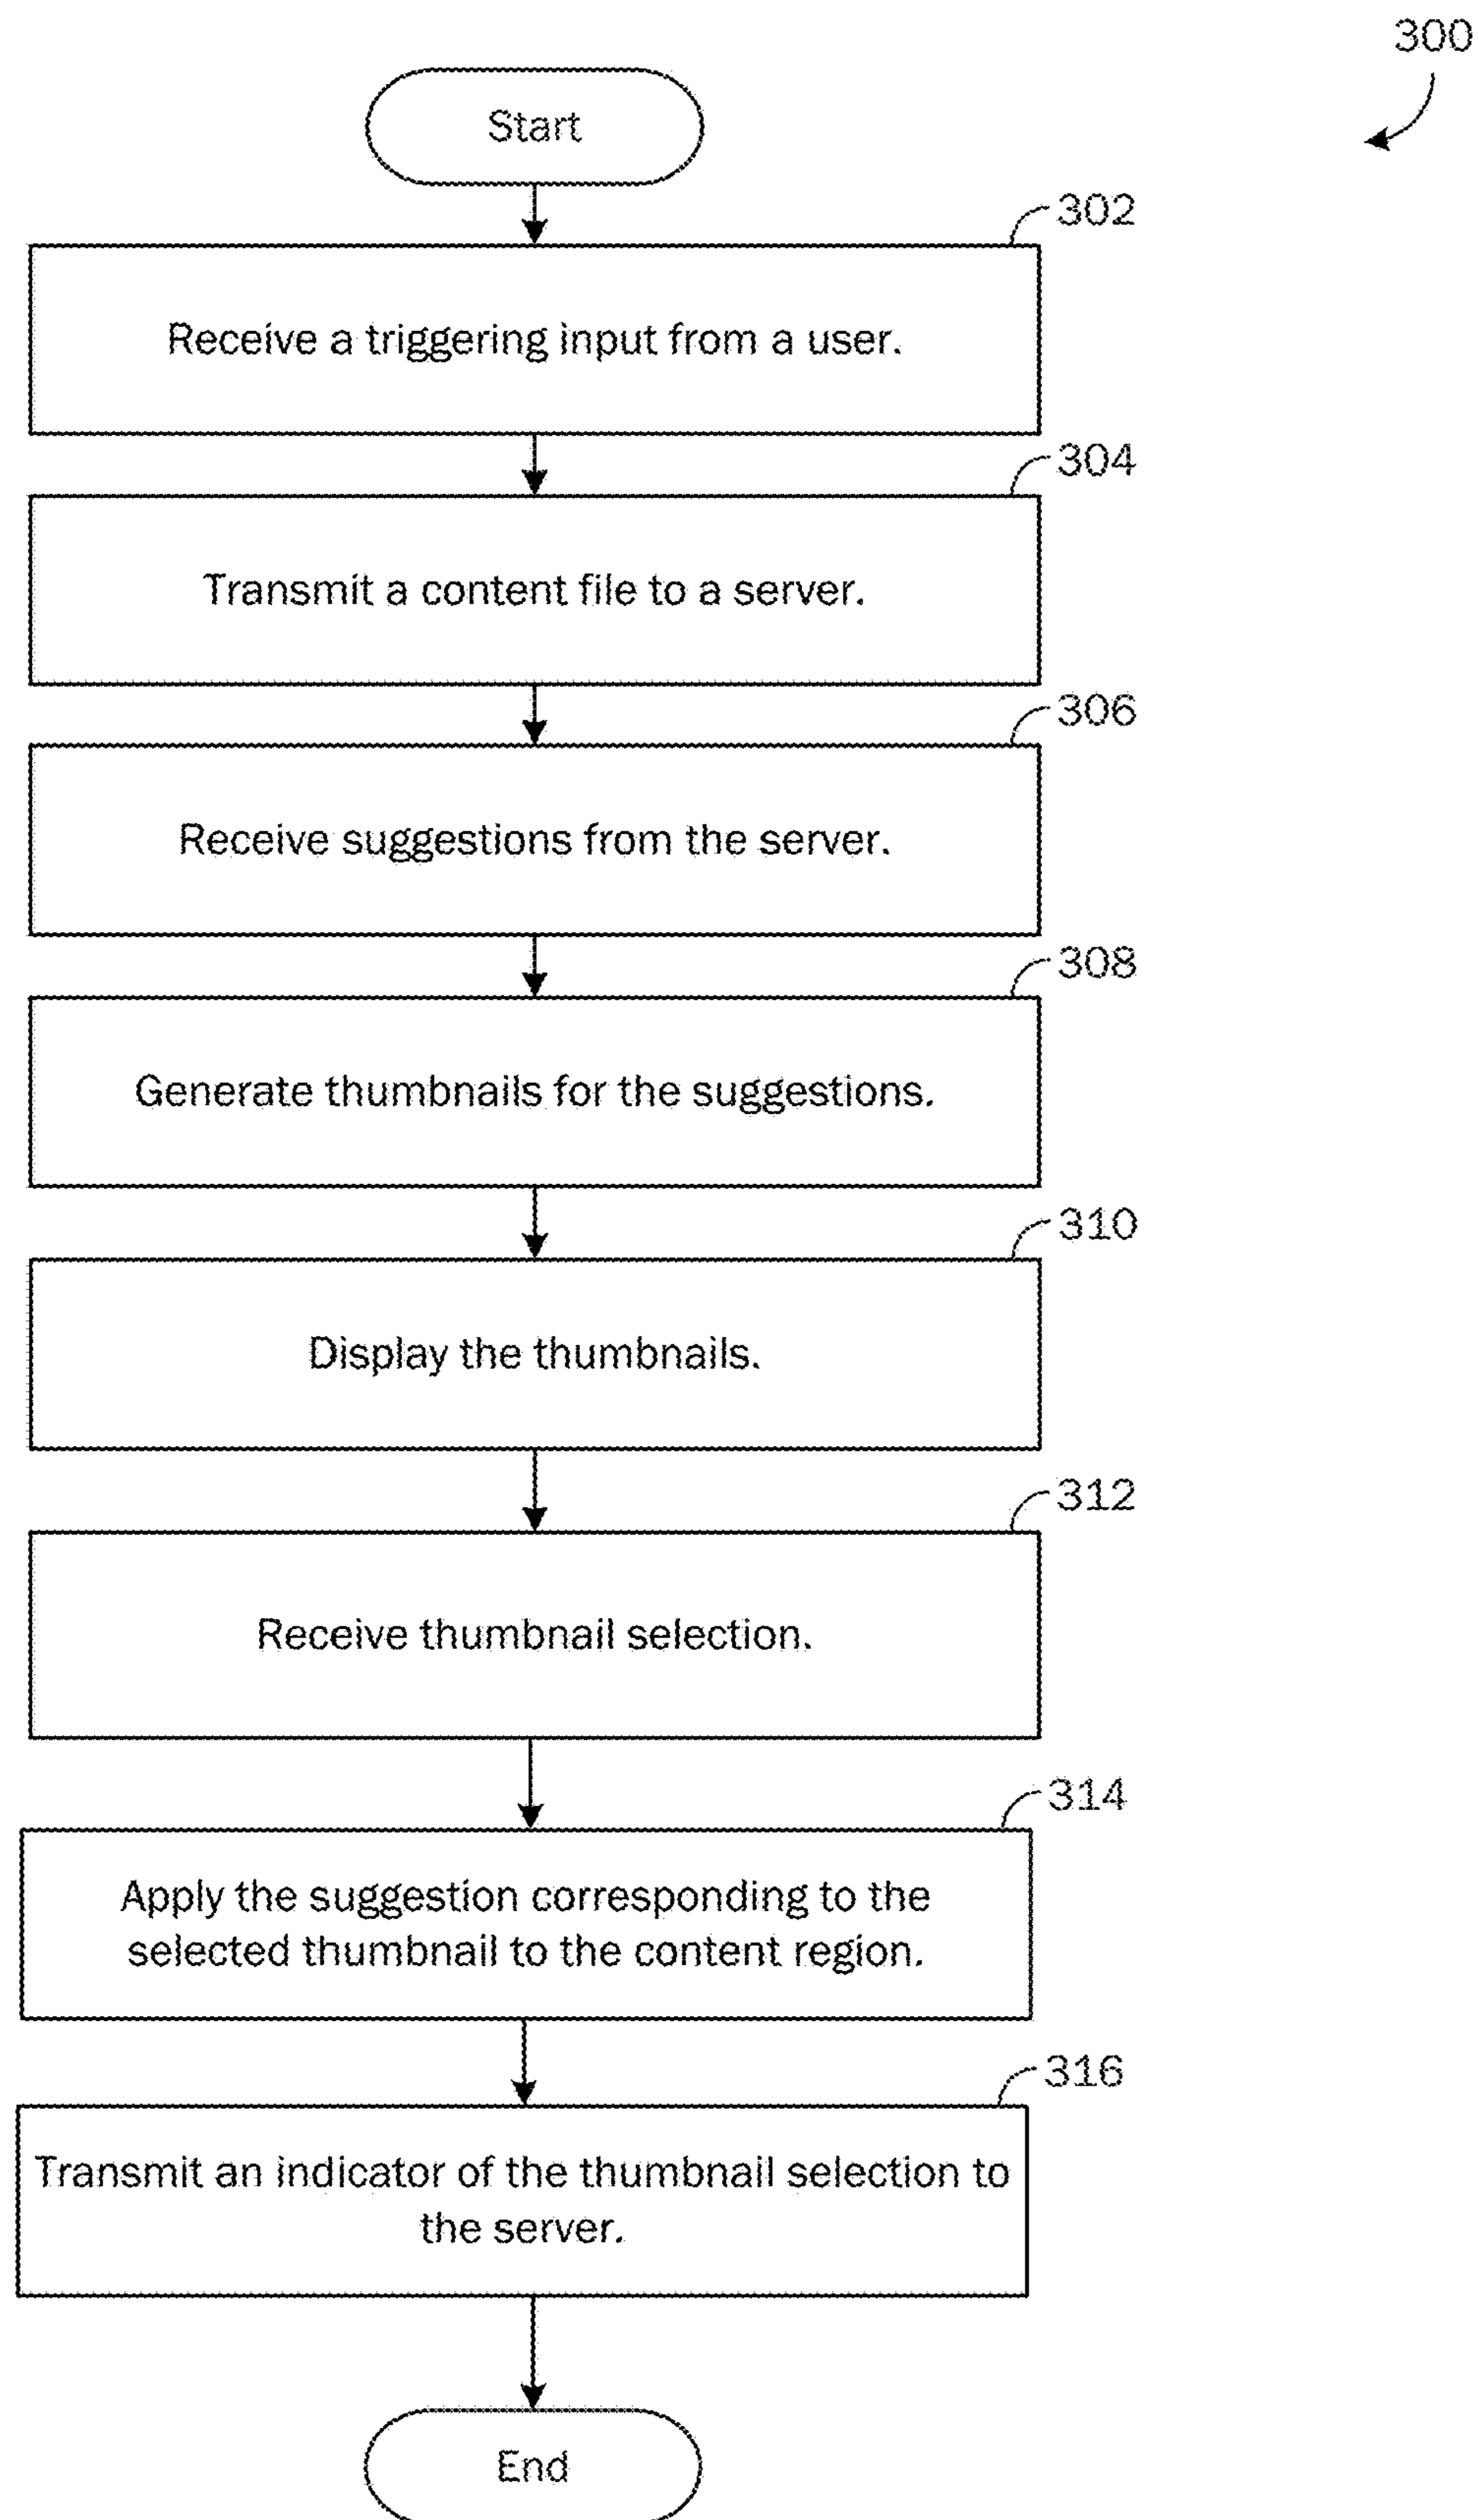 300
Start
302
Receive a triggering input from a user.
304
Transmit a content file to a server.
306
Receive suggestions from the server.
308
Generate thumbnails for the suggestions.
310
Display the thumbnails.
312
Receive thumbnail selection.
314
Apply the suggestion corresponding to the
selected thumbnail to the content region.
316
Transmit an indicator of the thumbnail selection to
the server.
End